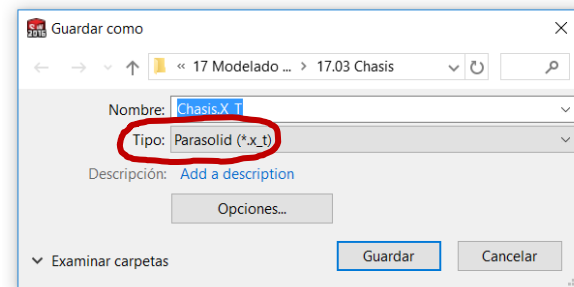 2016
Guardar como
« 17 Modelado ... > 17.03 Chasis
Nombre: Chasis.X_T
Tipo: Parasolid (*.x_t)
Descripción: Add a description
Opciones...
Examinar carpetas
Guardar
Cancelar